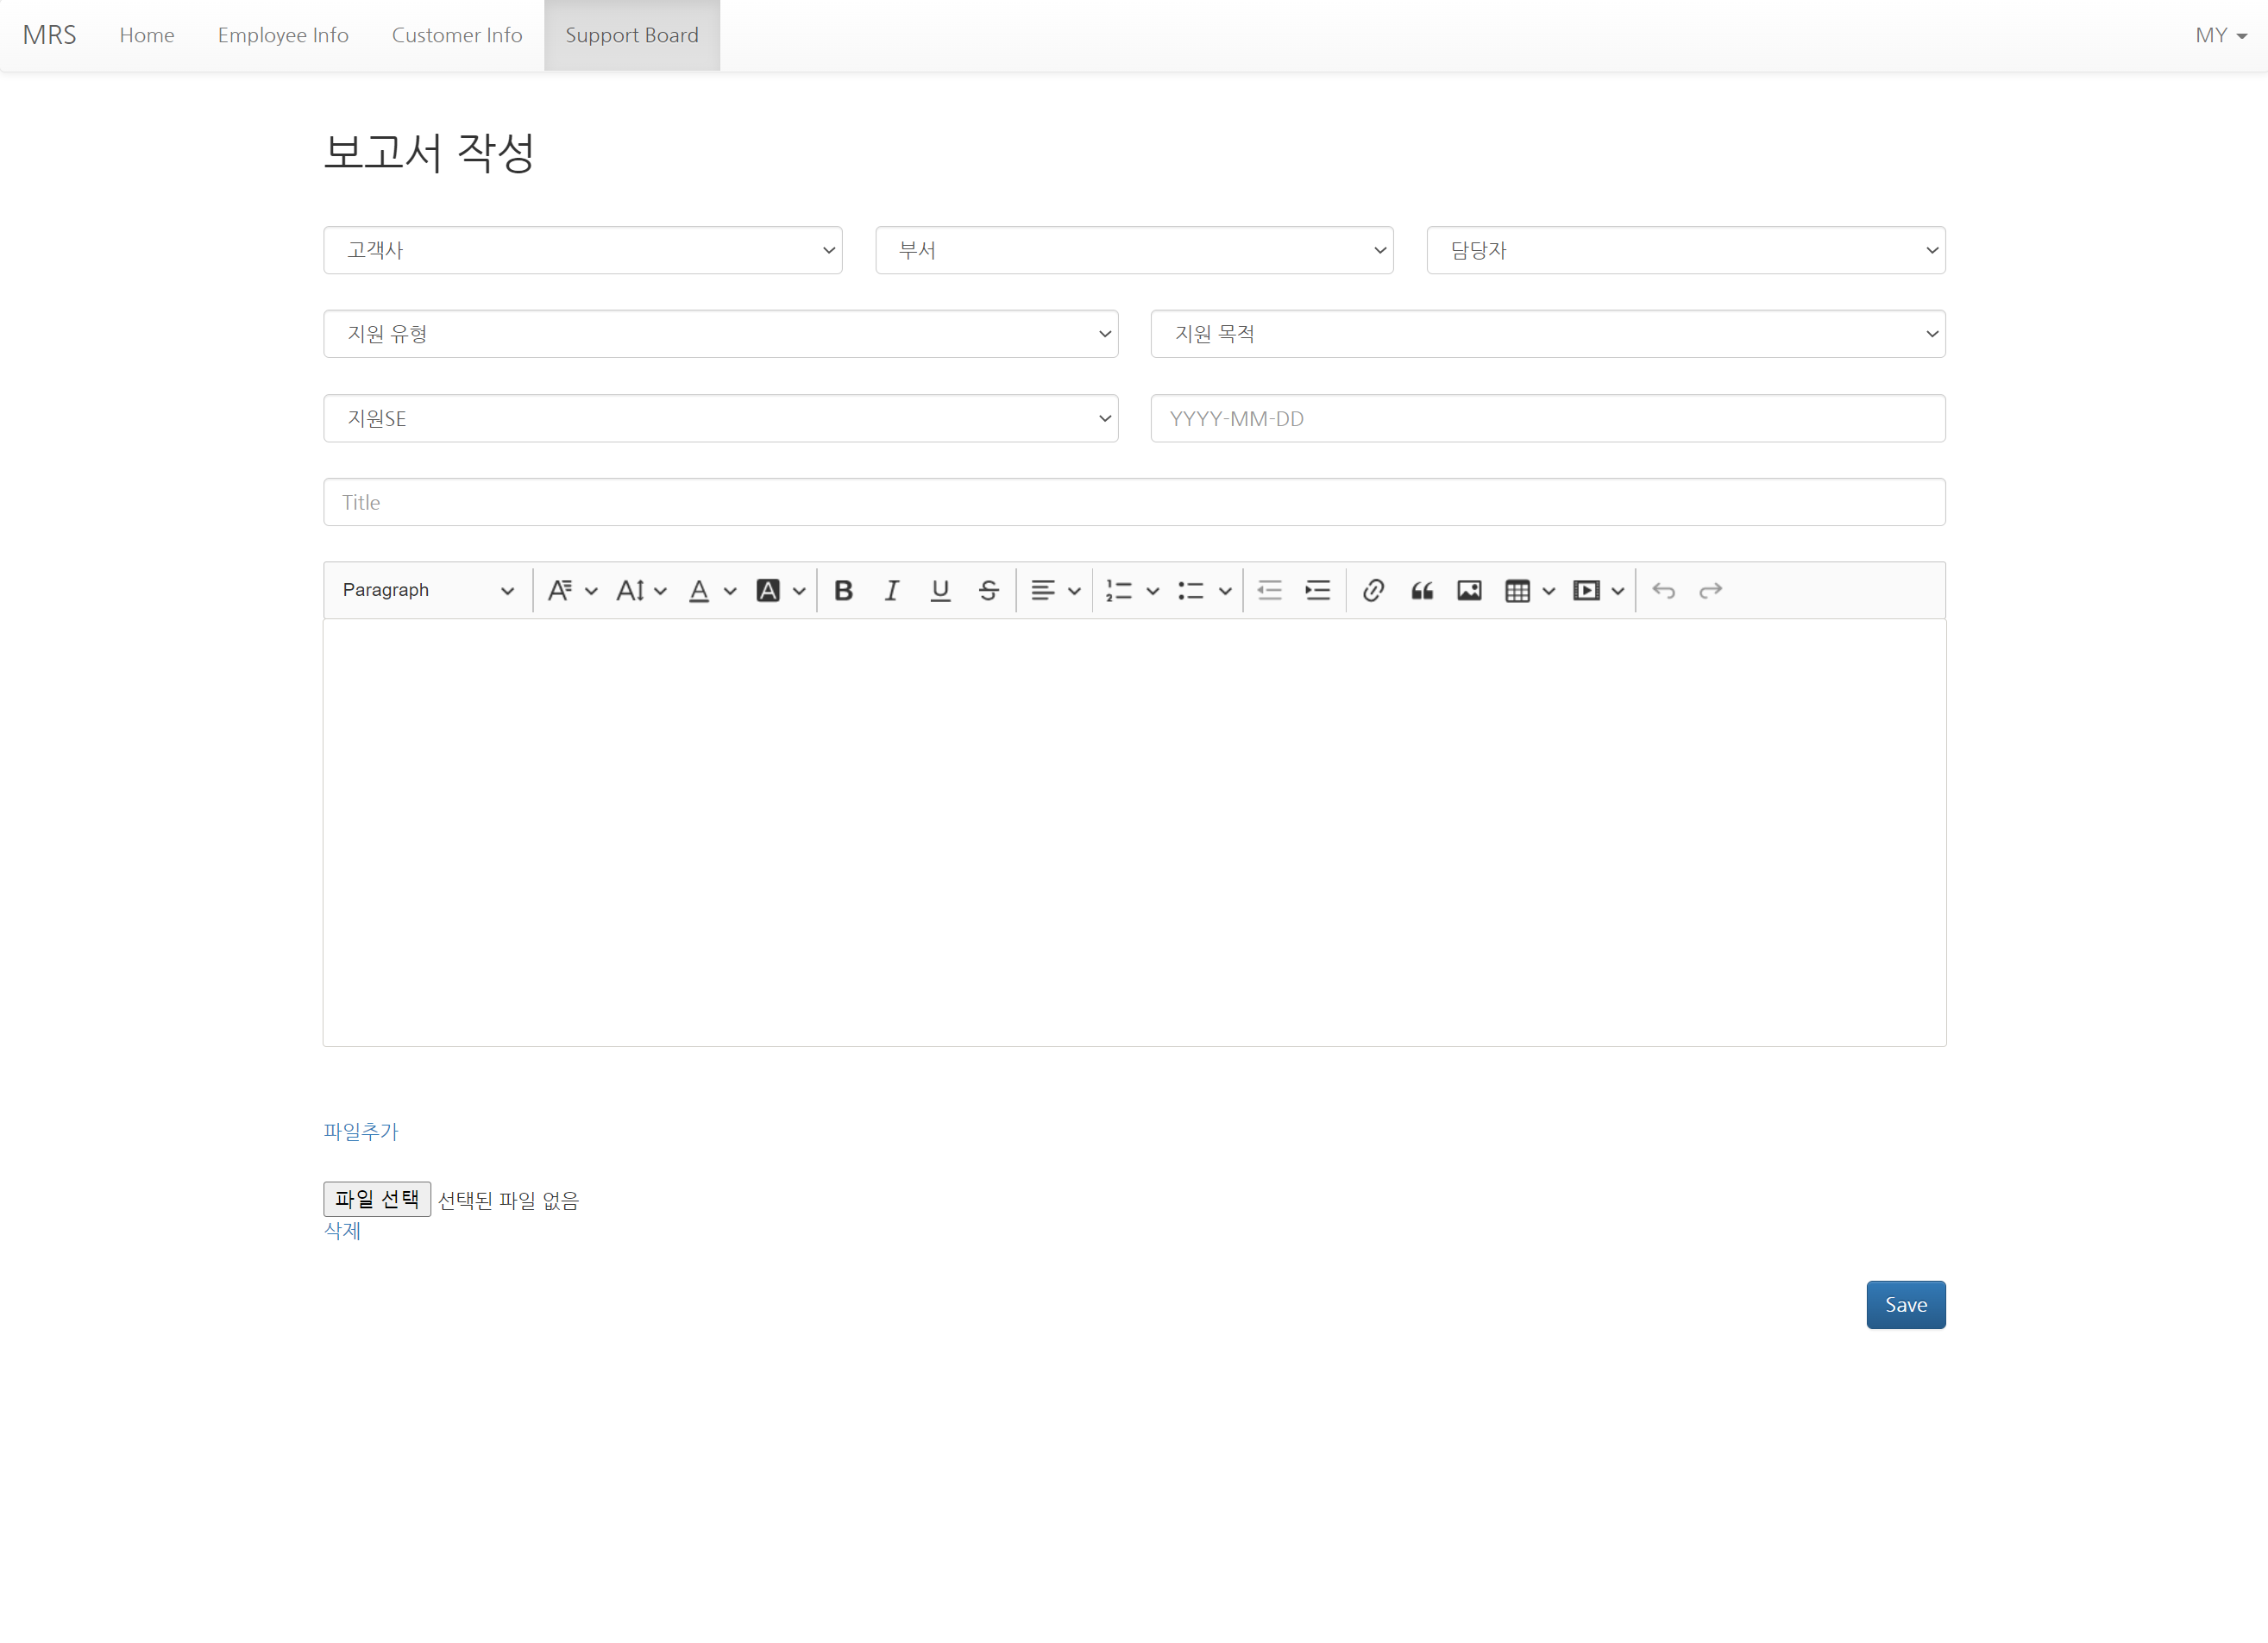 MRS Home Employee Info Customer Info Support Board MY
보고서 작성
고객사 부서 담당자
지원 유형 지원 목적
지원SE YYYY-MM-DD
Title
Paragraph
파일추가
파일 선택 선택된 파일 없음
삭제
Save